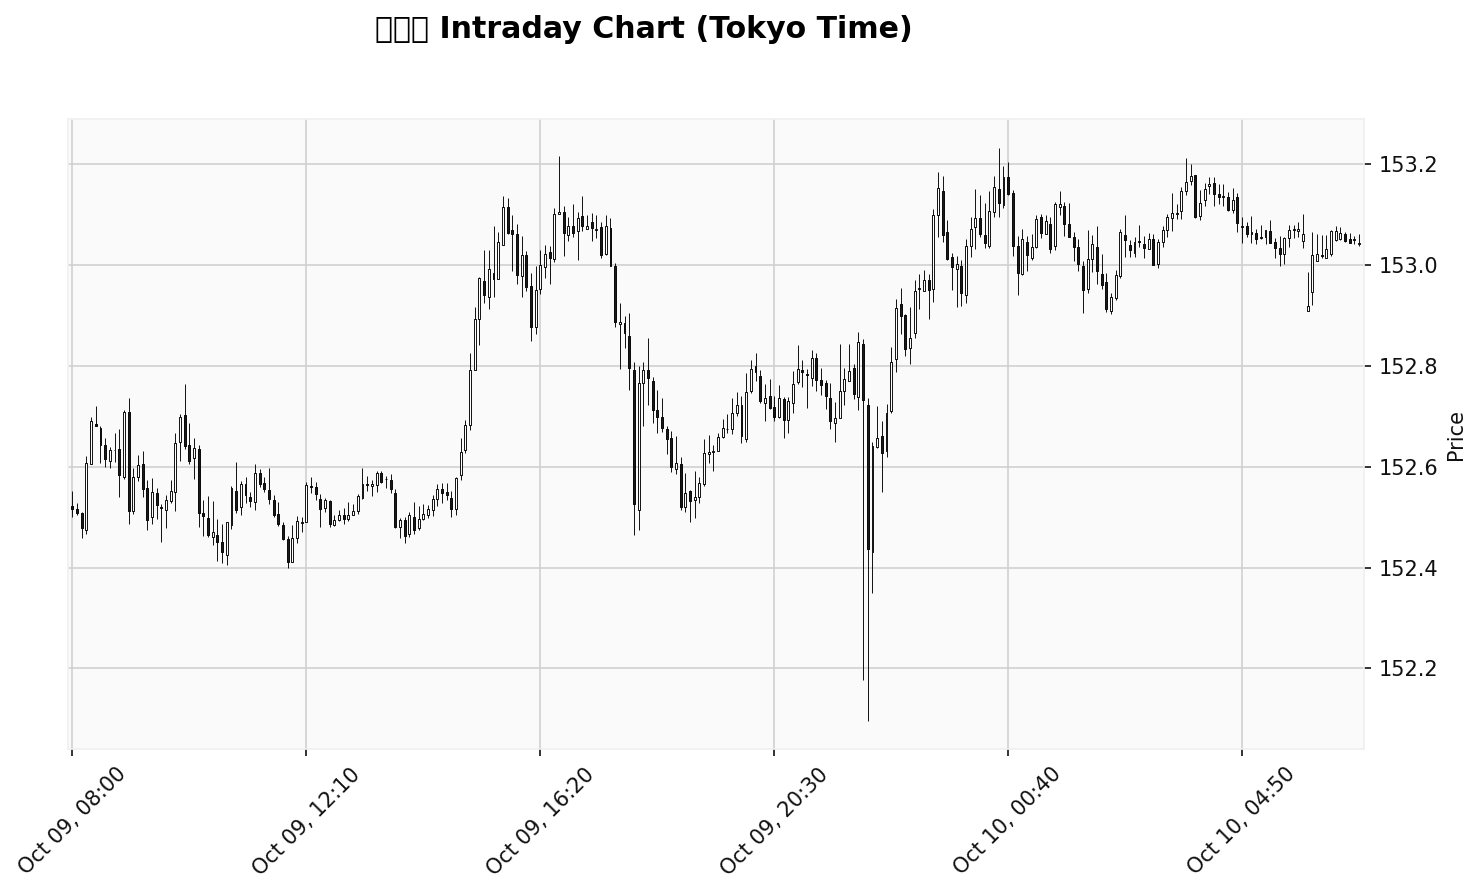 Intraday Chart (Tokyo Time)
153.2
153.0
152.8
152.6
152.4
152.2
Price
Oct 09, 08:00
Oct 09, 12:10
Oct 09, 16:20
Oct 09, 20:30
Oct 10, 00:40
Oct 10, 04:50